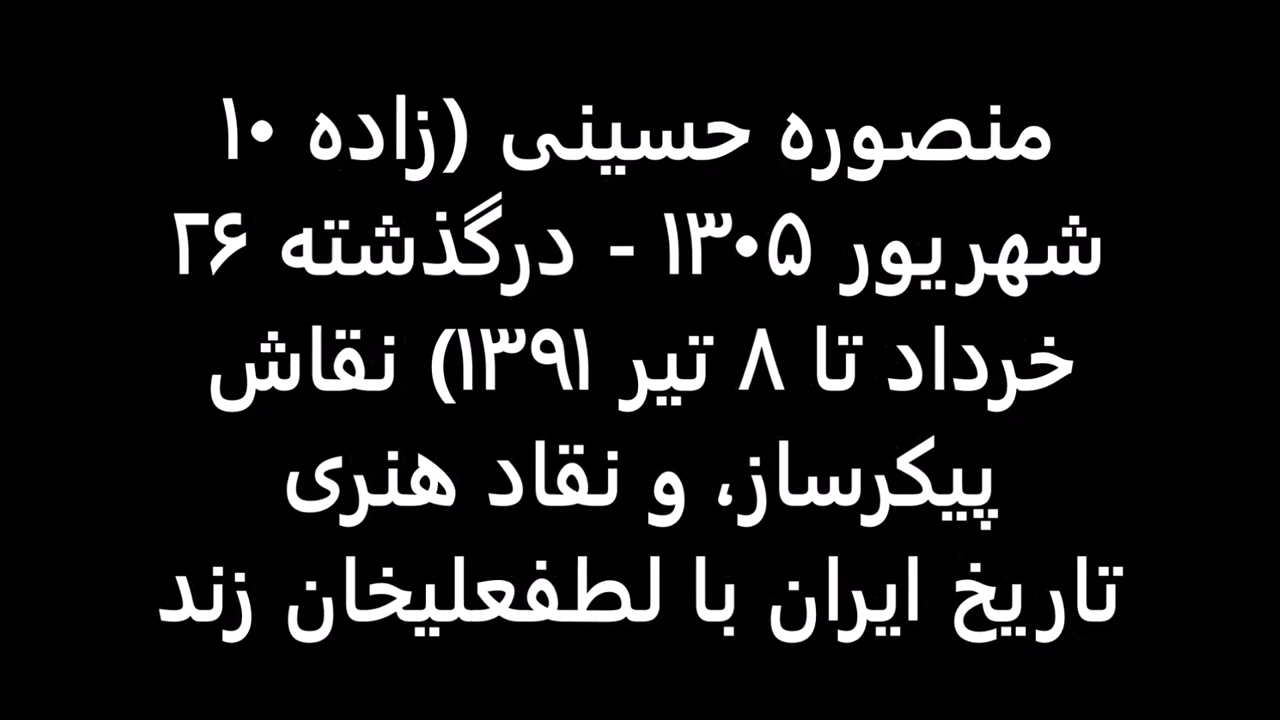 منصوره حسینی (زاده ۱۰
شهریور ۱۳۰۵ - درگذشته ۲۶
خرداد تا ۸ تیر ۱۳۹۱) نقاش
پیکرساز، و نقاد هنری
تاریخ ایران با لطفعلیخان زند